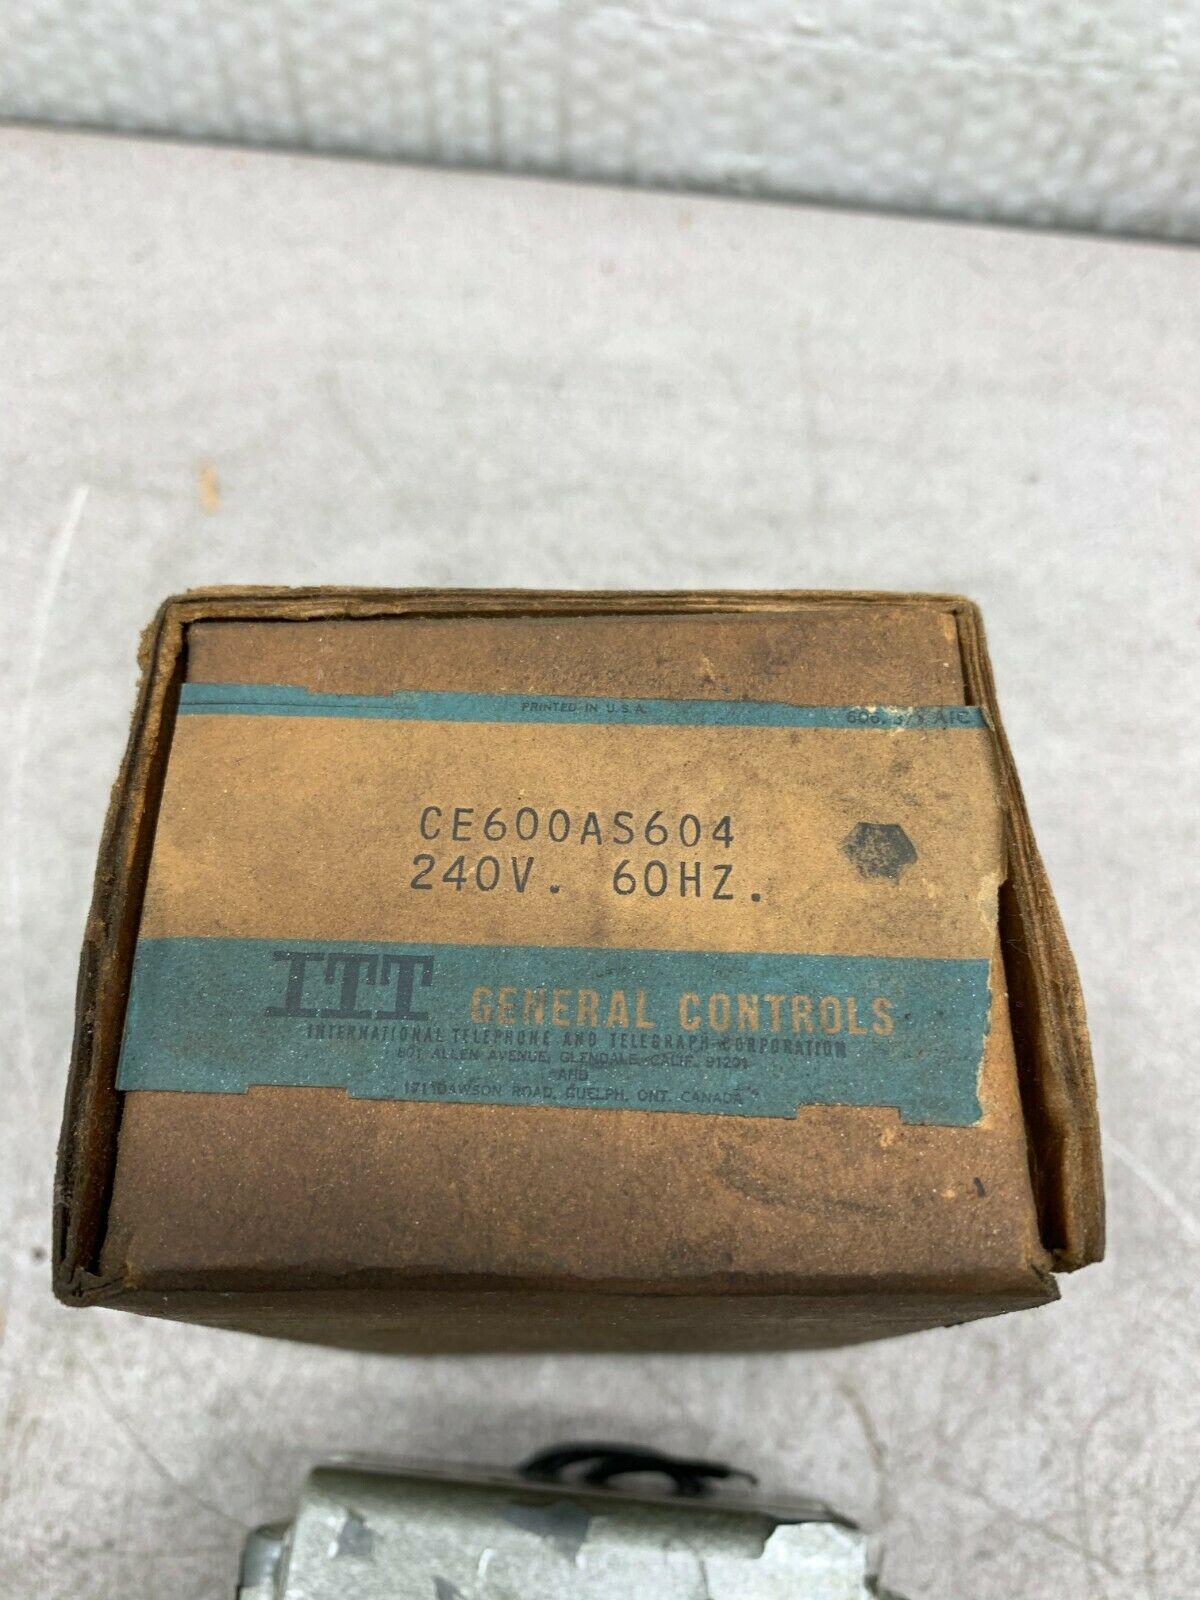 PRINTED IN U.S.A.
CE600AS604
240V. 60HZ.
ITT GENERAL CONTROLS
INTERNATIONAL TELEPHONE AND TELEGRAPH CORPORATION
801 ALLEN AVENUE, GLENDALE, CALIF. 91201
AND
DAWSON ROAD, GUELPH, ONT. CANADA